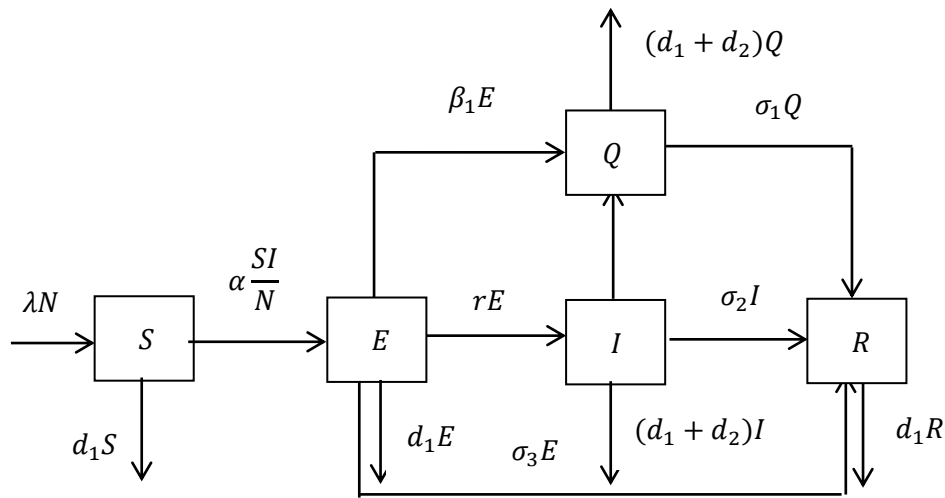 (d₁ + d₂)Q
β₁E
σ₁Q
Q
λN
α SI/N
S
E
rE
I
σ₂I
R
d₁S
d₁E
σ₃E
(d₁ + d₂)I
d₁R